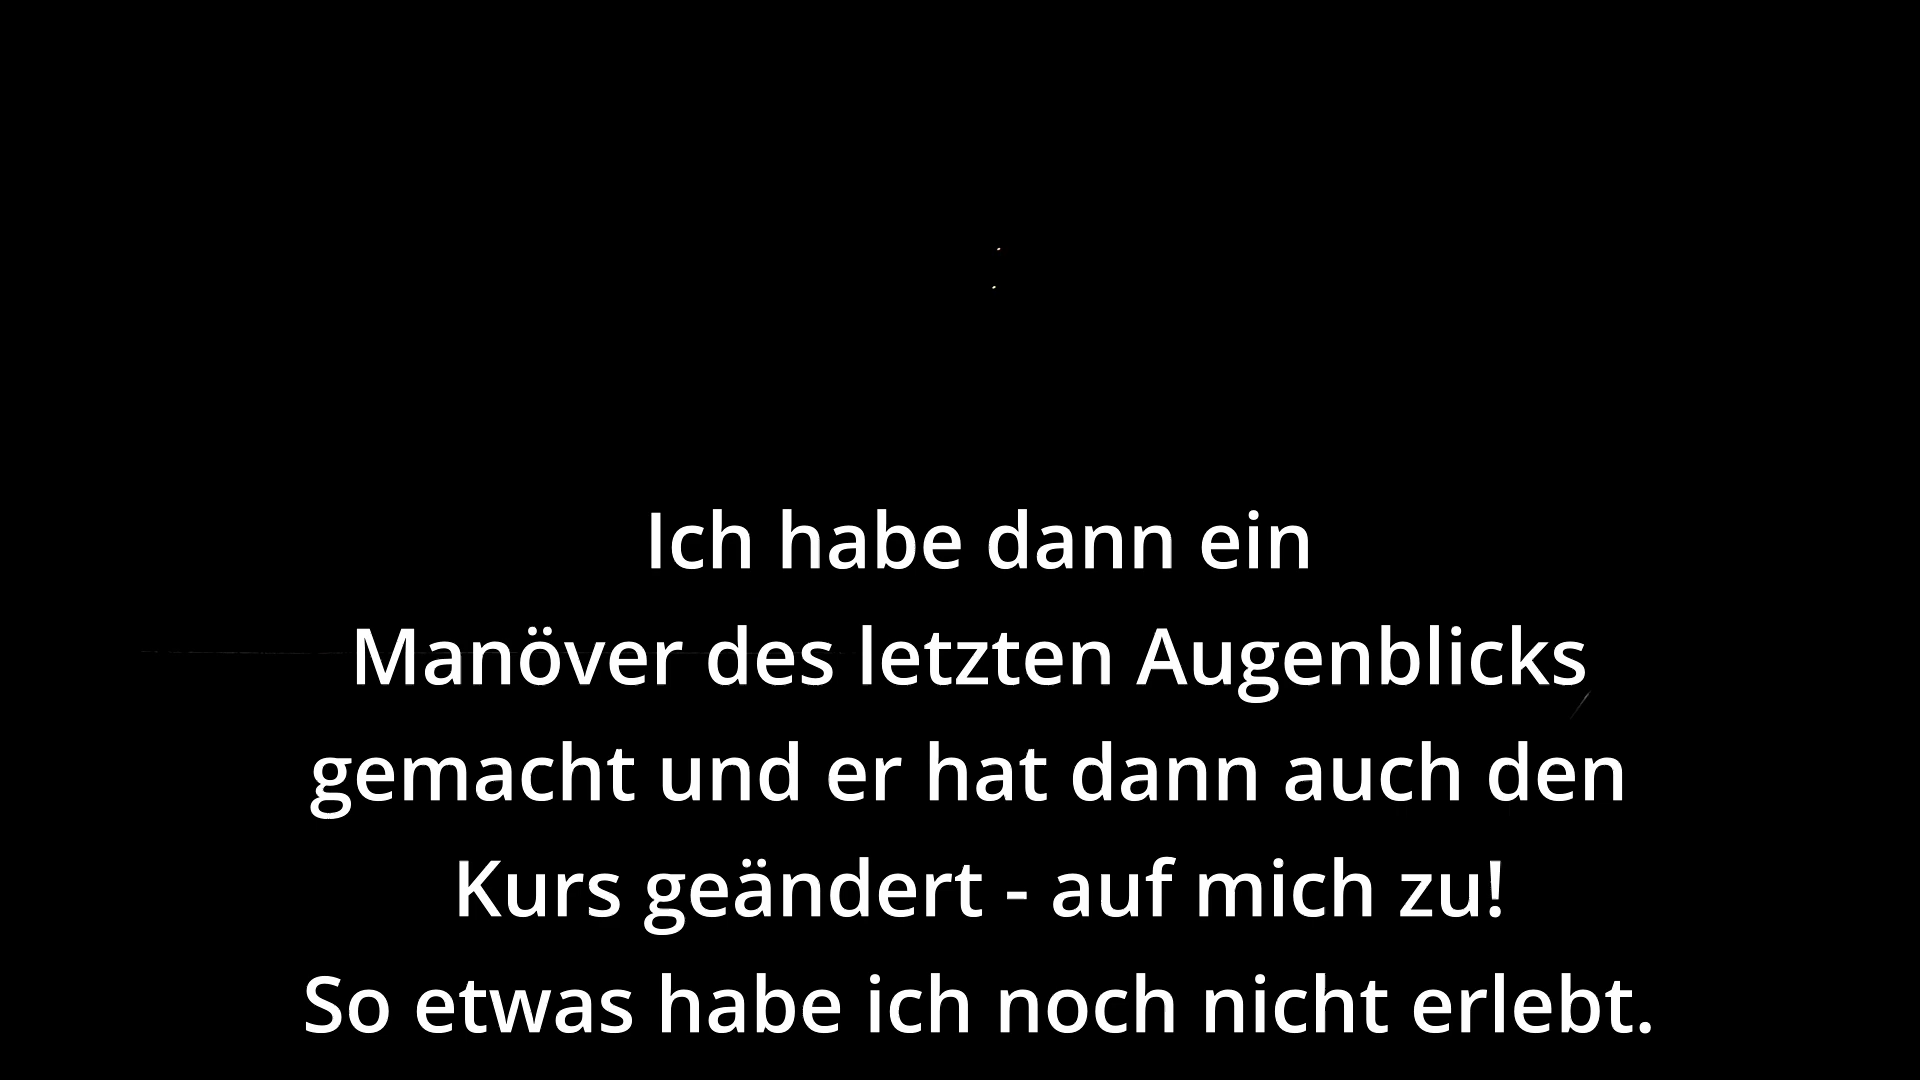 Ich habe dann ein
Manöver des letzten Augenblicks
gemacht und er hat dann auch den
Kurs geändert - auf mich zu!
So etwas habe ich noch nicht erlebt.